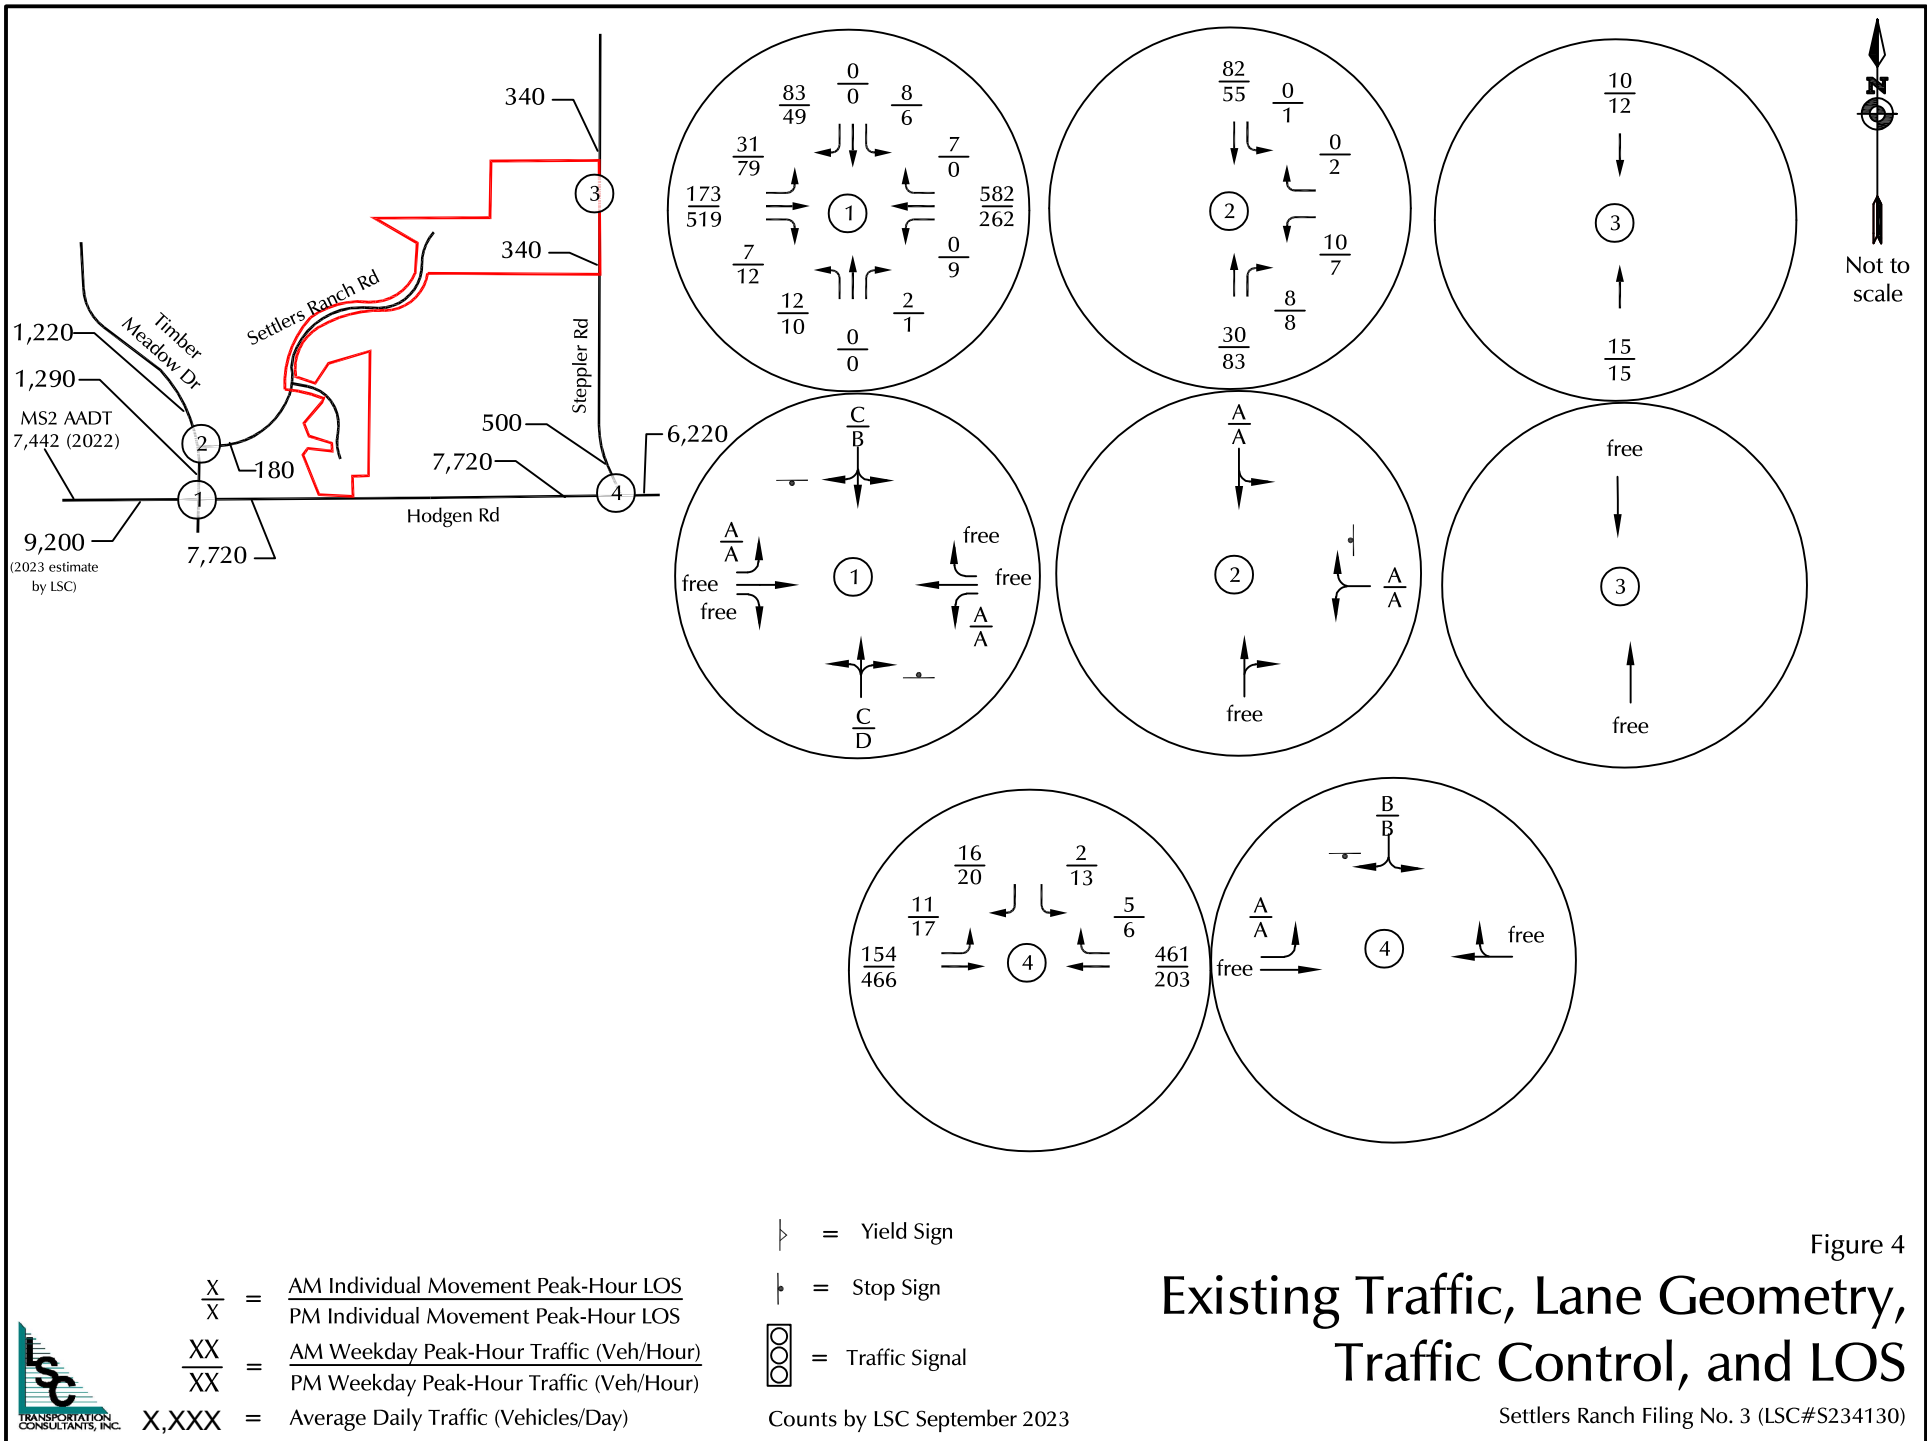 340
3
340
Settlers Ranch Rd
Timber
Meadow Dr
Steppler Rd
1,220
1,290
MS2 AADT
7,442 (2022)
2
180
1
500
6,220
7,720
4
Hodgen Rd
9,200
(2023 estimate
by LSC)
7,720
0
0
83
49
8
6
31
79
7
0
173
519
1
582
262
7
12
0
9
12
10
2
1
0
0
82
55
0
1
0
2
2
10
7
8
8
30
83
10
12
3
15
15
N
Not to
scale
C
B
A
A
free
free
1
free
free
A
A
C
D
A
A
2
A
A
free
free
3
free
16
20
2
13
11
17
5
6
154
466
4
461
203
B
B
A
A
free
4
free
= Yield Sign
= Stop Sign
= Traffic Signal
Counts by LSC September 2023
X
X
=
AM Individual Movement Peak-Hour LOS
PM Individual Movement Peak-Hour LOS
XX
XX
=
AM Weekday Peak-Hour Traffic (Veh/Hour)
PM Weekday Peak-Hour Traffic (Veh/Hour)
X,XXX = Average Daily Traffic (Vehicles/Day)
LSC
TRANSPORTATION
CONSULTANTS, INC.
Figure 4
Existing Traffic, Lane Geometry,
Traffic Control, and LOS
Settlers Ranch Filing No. 3 (LSC#S234130)